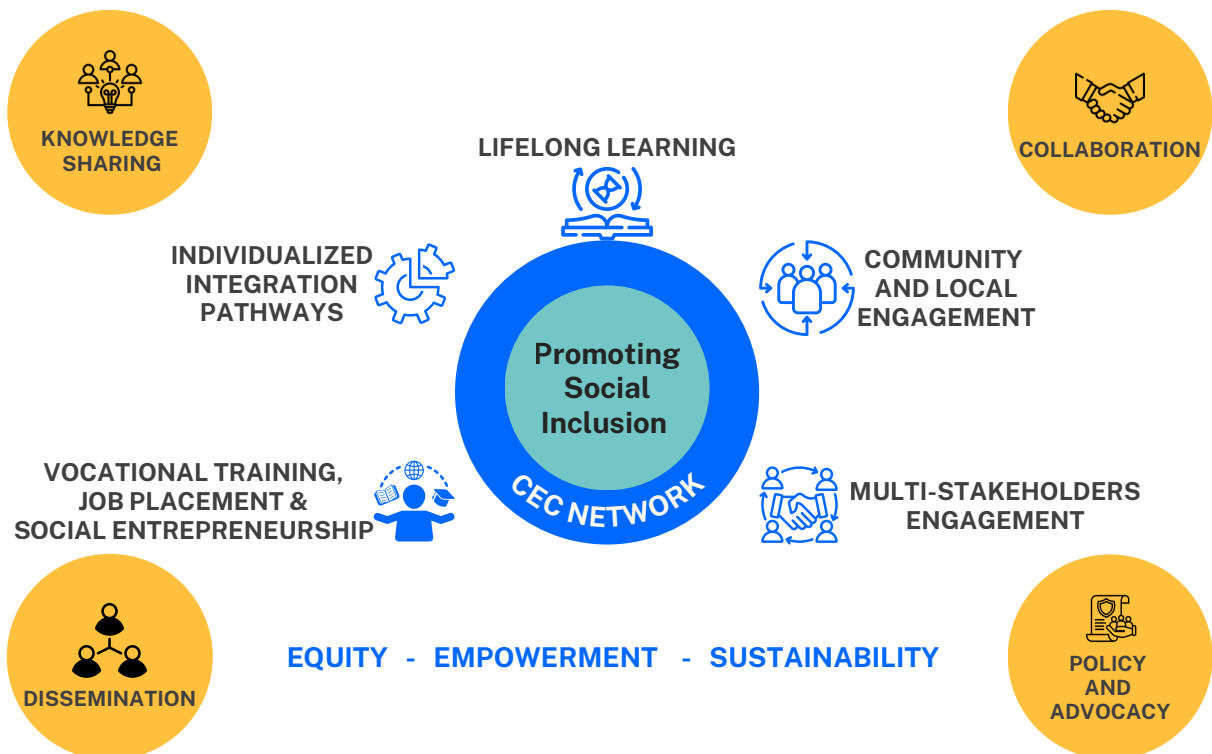 KNOWLEDGE
SHARING
COLLABORATION
LIFELONG LEARNING
INDIVIDUALIZED
INTEGRATION
PATHWAYS
COMMUNITY
AND LOCAL
ENGAGEMENT
Promoting
Social
Inclusion
CEC NETWORK
VOCATIONAL TRAINING,
JOB PLACEMENT &
SOCIAL ENTREPRENEURSHIP
MULTI-STAKEHOLDERS
ENGAGEMENT
DISSEMINATION
EQUITY - EMPOWERMENT - SUSTAINABILITY
POLICY
AND
ADVOCACY